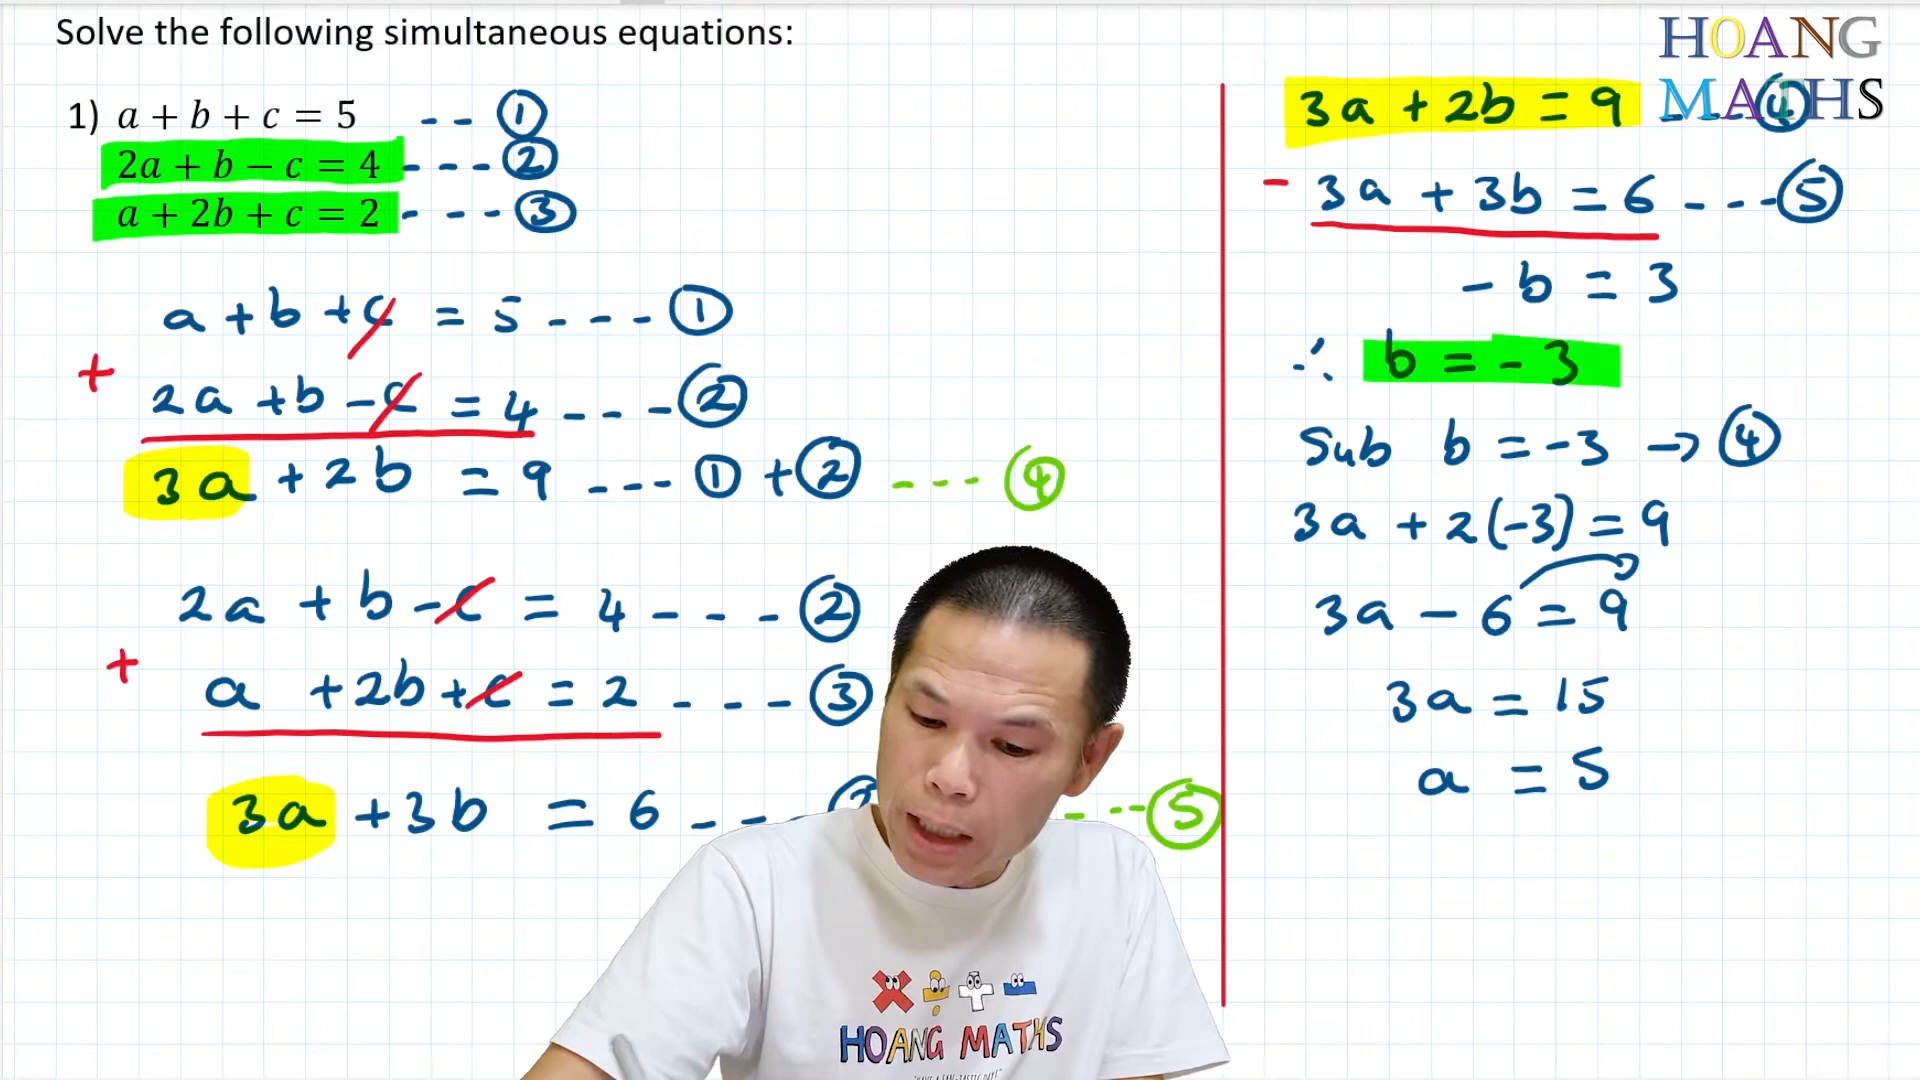 Solve the following simultaneous equations:
1) a + b + c = 5 -- ①
2a + b − c = 4 --- ②
a + 2b + c = 2 --- ③
a + b + c = 5 --- ①
+
2a + b - c = 4 --- ②
3a + 2b = 9 --- ① + ② --- ④
2a + b - c = 4 --- ②
+
a + 2b + c = 2 --- ③
3a + 3b = 6 --- --- ⑤
HOANG
MATHS
3a + 2b = 9 --- ④
- 3a + 3b = 6 --- ⑤
- b = 3
∴ b = - 3
Sub b = -3 → ④
3a + 2(-3) = 9
3a - 6 = 9
3a = 15
a = 5
HOANG MATHS